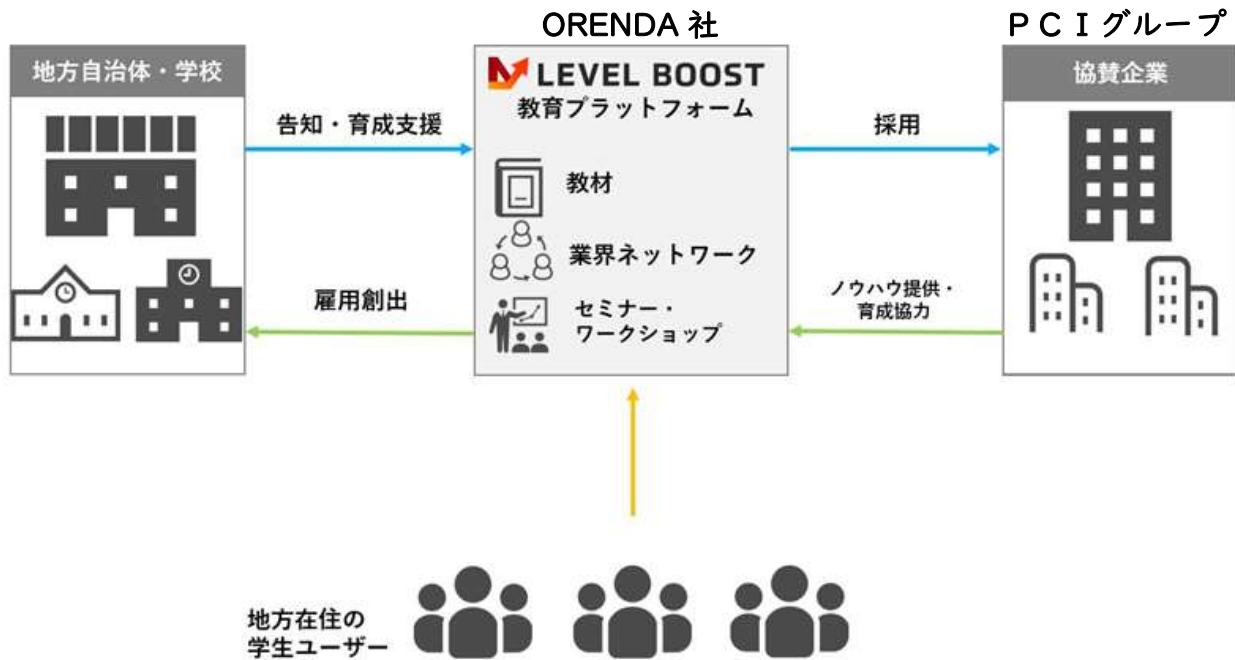 ORENDA 社
PCIグループ
地方自治体・学校
LEVEL BOOST
教育プラットフォーム
協賛企業
告知・育成支援
採用
教材
業界ネットワーク
雇用創出
セミナー・
ワークショップ
ノウハウ提供・
育成協力
地方在住の
学生ユーザー